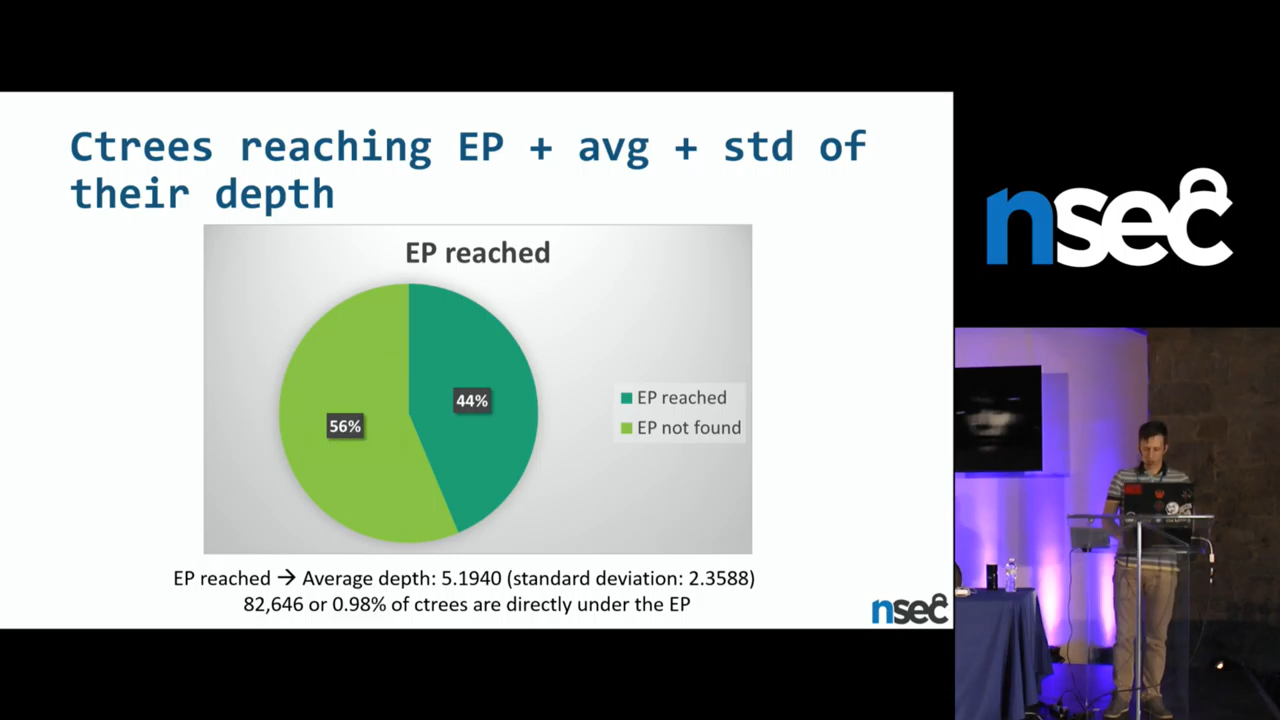 Ctrees reaching EP + avg + std of
their depth
EP reached
44%
56%
EP reached
EP not found
EP reached → Average depth: 5.1940 (standard deviation: 2.3588)
82,646 or 0.98% of ctrees are directly under the EP
nsec
nsec